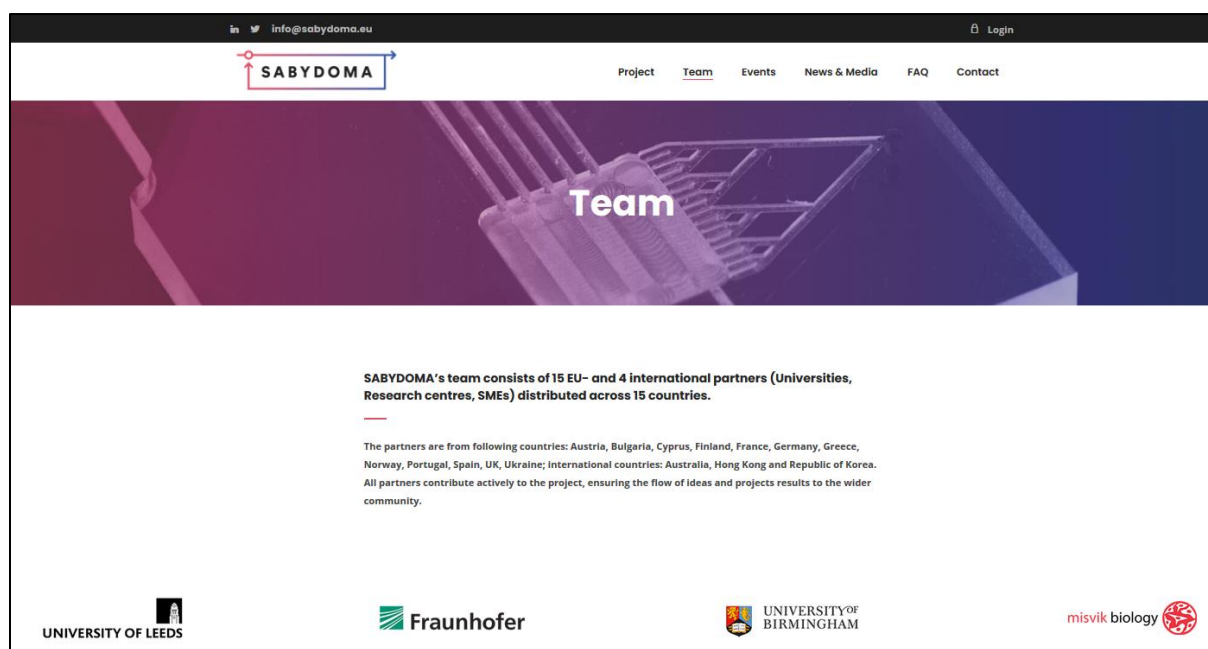 info@sabydoma.eu
Login
SABYDOMA
Project Team Events News & Media FAQ Contact
Team
SABYDOMA's team consists of 15 EU- and 4 international partners (Universities,
Research centres, SMEs) distributed across 15 countries.
The partners are from following countries: Austria, Bulgaria, Cyprus, Finland, France, Germany, Greece,
Norway, Portugal, Spain, UK, Ukraine; international countries: Australia, Hong Kong and Republic of Korea.
All partners contribute actively to the project, ensuring the flow of ideas and projects results to the wider
community.
UNIVERSITY OF LEEDS
Fraunhofer
UNIVERSITY OF
BIRMINGHAM
misvik biology